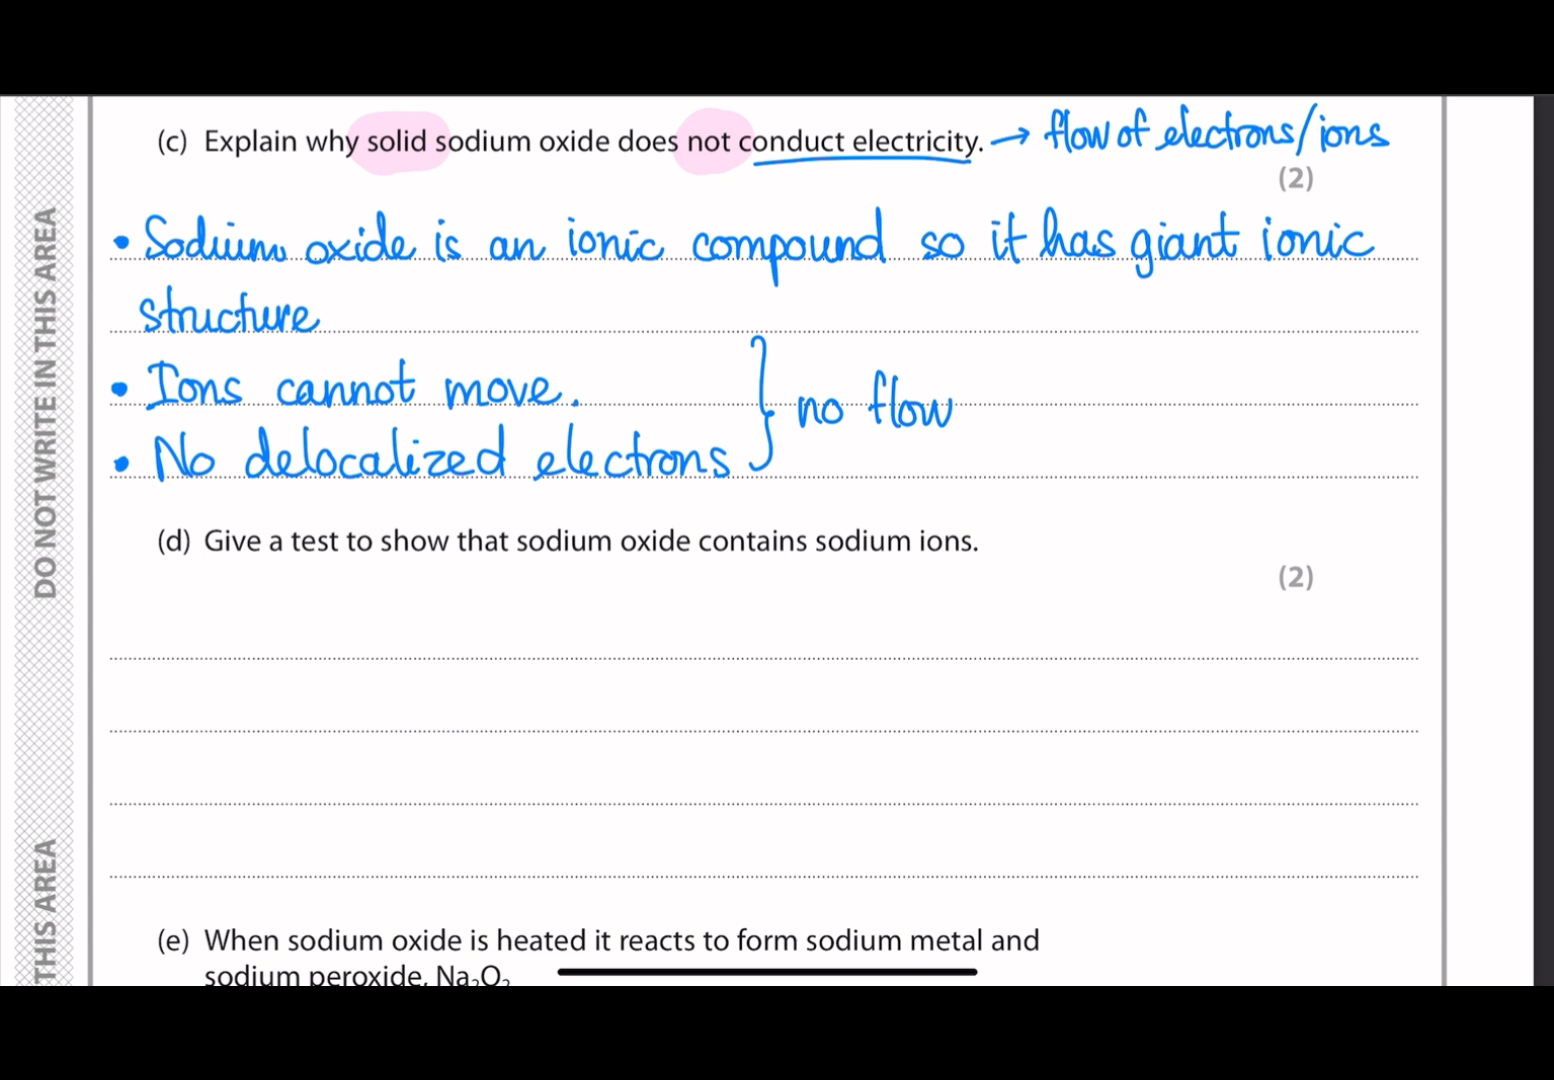 (c) Explain why solid sodium oxide does not conduct electricity. → flow of electrons/ions
(2)
• Sodium oxide is an ionic compound so it has giant ionic
structure
• Ions cannot move.
} no flow
• No delocalized electrons
(d) Give a test to show that sodium oxide contains sodium ions.
(2)
(e) When sodium oxide is heated it reacts to form sodium metal and
sodium peroxide, Na₂O₂
DO NOT WRITE IN THIS AREA
THIS AREA